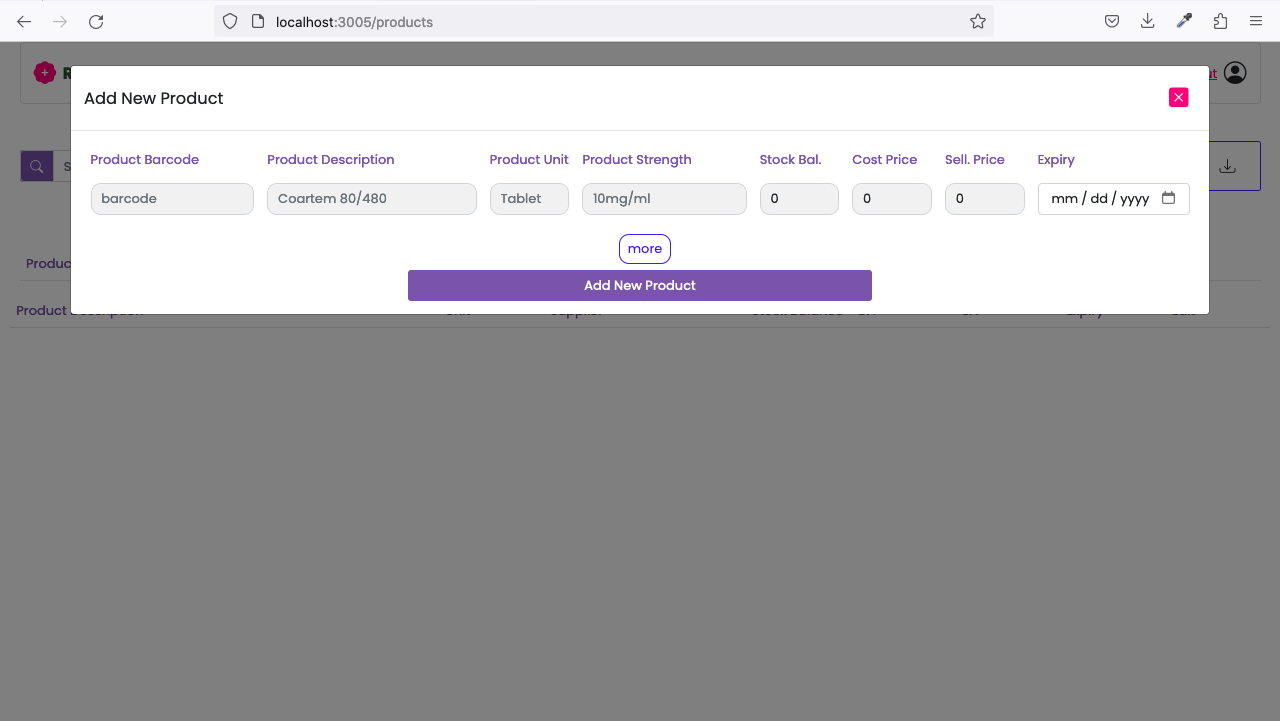 localhost:3005/products
Add New Product
Product Barcode Product Description Product Unit Product Strength Stock Bal. Cost Price Sell. Price Expiry
barcode Coartem 80/480 Tablet 10mg/ml 0 0 0 mm / dd / yyyy
more
Add New Product
Product Description